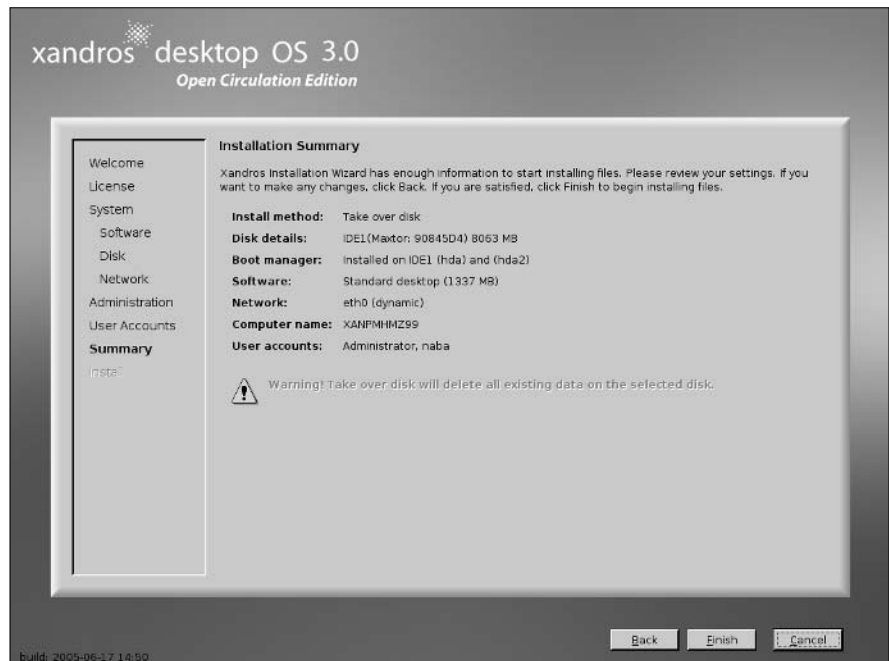 xandros desktop OS 3.0
Open Circulation Edition
Welcome
License
System
Software
Disk
Network
Administration
User Accounts
Summary
Install
Installation Summary
Xandros Installation Wizard has enough information to start installing files. Please review your settings. If you
want to make any changes, click Back. If you are satisfied, click Finish to begin installing files.
Install method: Take over disk
Disk details: IDE1(Maxtor: 90845D4) 8063 MB
Boot manager: Installed on IDE1 (hda) and (hda2)
Software: Standard desktop (1337 MB)
Network: eth0 (dynamic)
Computer name: XANPMHMZ99
User accounts: Administrator, naba
Warning! Take over disk will delete all existing data on the selected disk.
Back Finish Cancel
build: 2005-06-17 14:50